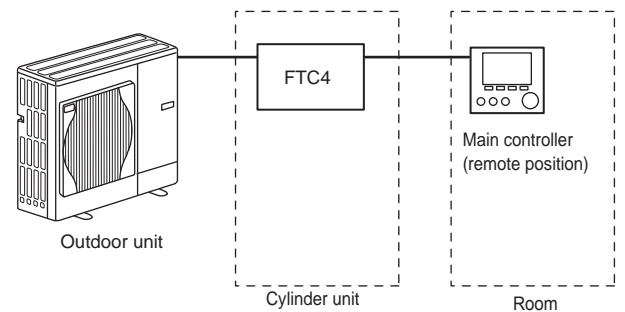 FTC4
Main controller
(remote position)
Outdoor unit
Cylinder unit
Room